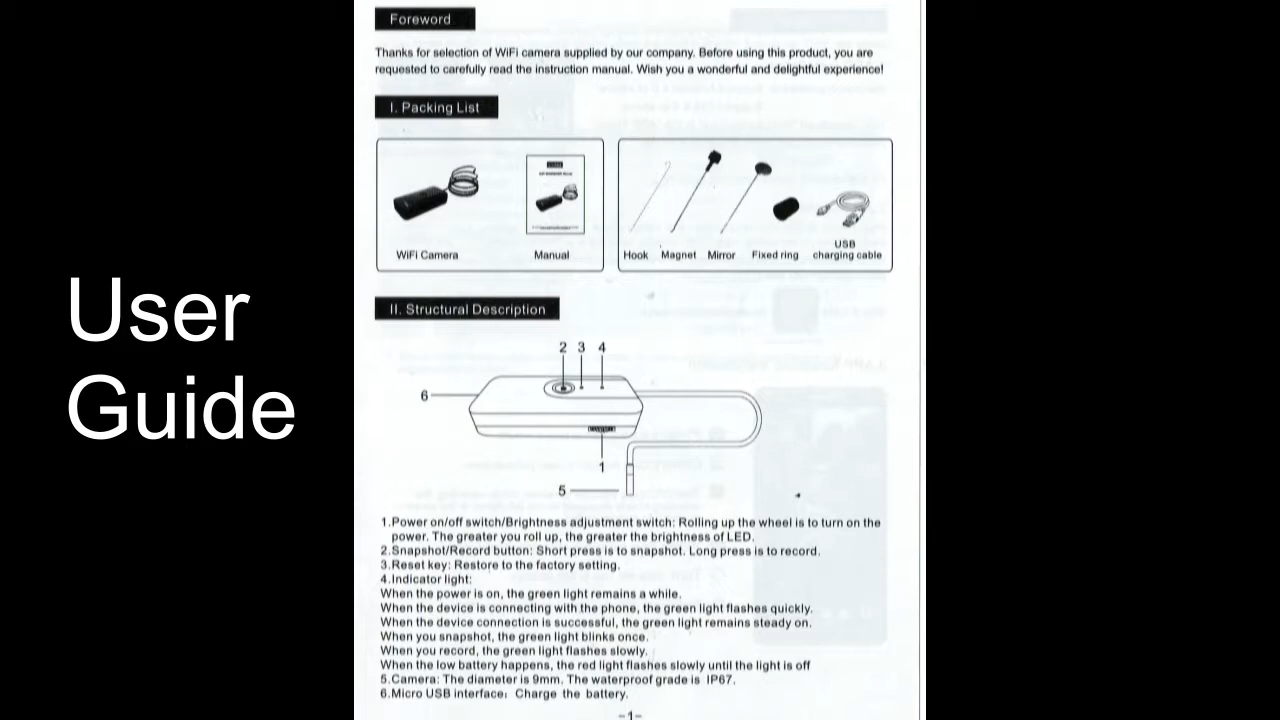 User
Guide
Foreword
Thanks for selection of WiFi camera supplied by our company. Before using this product, you are
requested to carefully read the instruction manual. Wish you a wonderful and delightful experience!
I. Packing List
WiFi Camera
Manual
Hook
Magnet
Mirror
Fixed ring
USB
charging cable
II. Structural Description
2 3 4
6
1
5
1.Power on/off switch/Brightness adjustment switch: Rolling up the wheel is to turn on the
power. The greater you roll up, the greater the brightness of LED.
2.Snapshot/Record button: Short press is to snapshot. Long press is to record.
3.Reset key: Restore to the factory setting.
4.Indicator light:
When the power is on, the green light remains a while.
When the device is connecting with the phone, the green light flashes quickly.
When the device connection is successful, the green light remains steady on.
When you snapshot, the green light blinks once.
When you record, the green light flashes slowly.
When the low battery happens, the red light flashes slowly until the light is off
5.Camera: The diameter is 9mm. The waterproof grade is IP67.
6.Micro USB interface: Charge the battery.
-1-